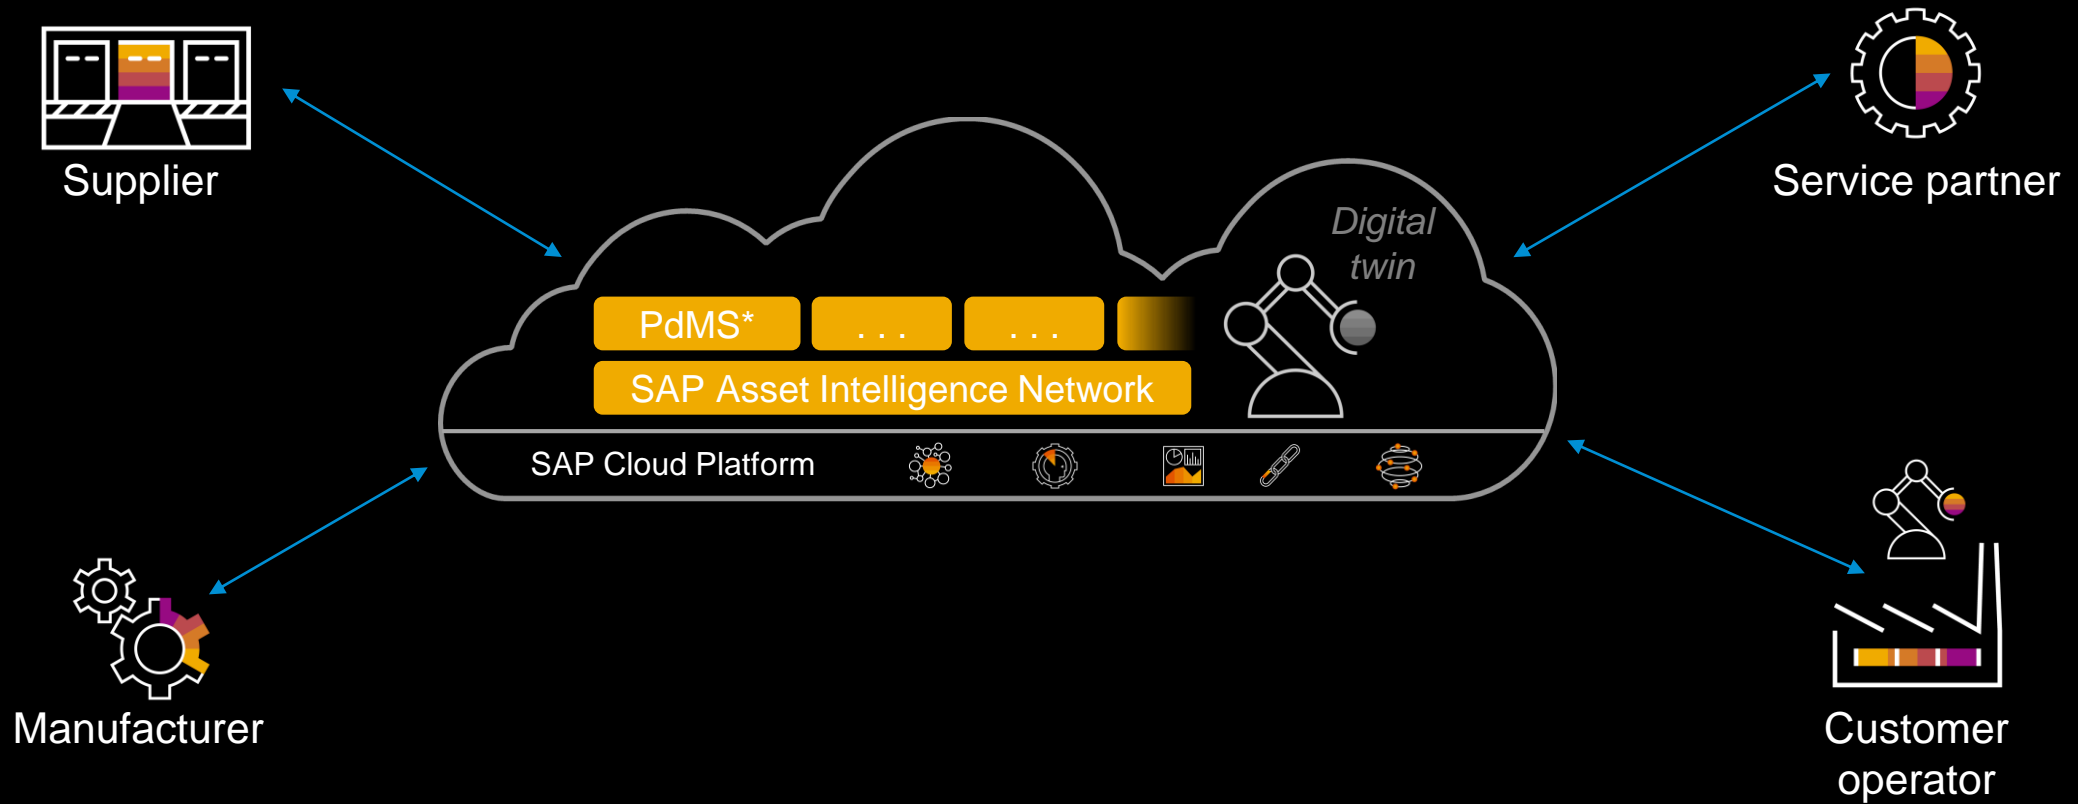 Supplier
Service partner
Digital
twin
PdMS*
. . .
. . .
SAP Asset Intelligence Network
SAP Cloud Platform
Manufacturer
Customer
operator